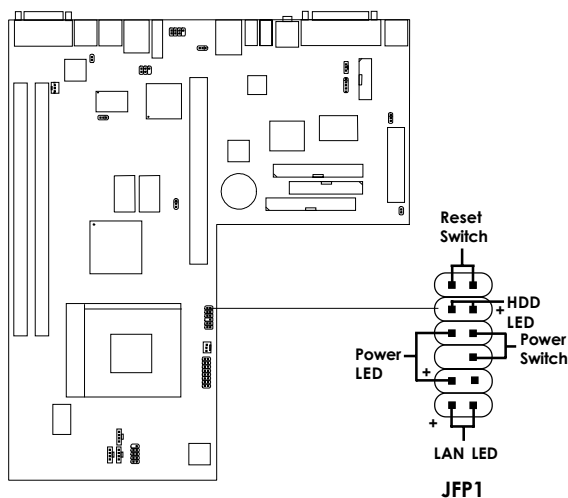 Reset
Switch
+
HDD
LED
Power
LED
Power
Switch
+
+
LAN LED
JFP1